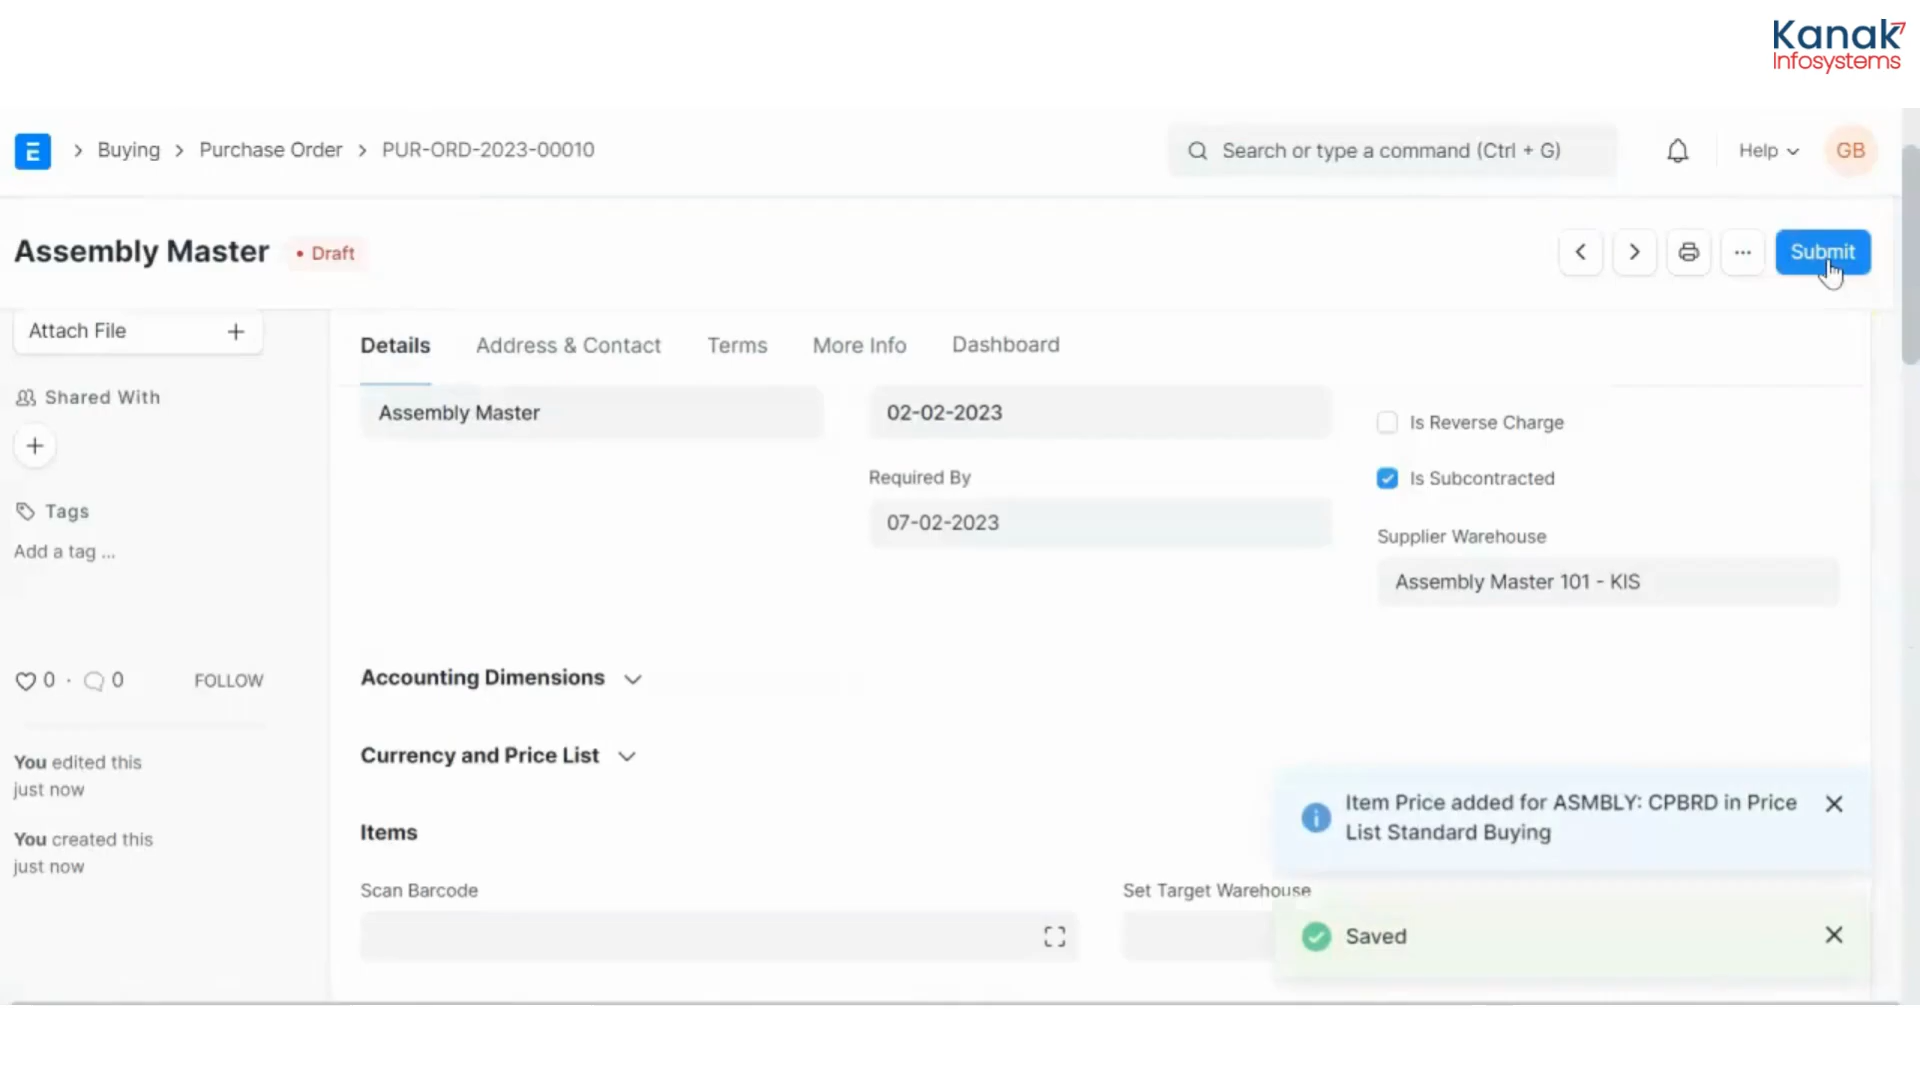 Kanak
Infosystems
E
Buying
Purchase Order
PUR-ORD-2023-00010
Search or type a command (Ctrl + G)
Help
GB
Assembly Master
• Draft
Submit
Attach File
Details
Address & Contact
Terms
More Info
Dashboard
Assembly Master
02-02-2023
Is Reverse Charge
Shared With
Required By
Is Subcontracted
07-02-2023
Tags
Supplier Warehouse
Add a tag ...
Assembly Master 101 - KIS
0 · 0
FOLLOW
Accounting Dimensions
You edited this
just now
Currency and Price List
Item Price added for ASMBLY: CPBRD in Price
List Standard Buying
You created this
just now
Items
Scan Barcode
Set Target Warehouse
Saved